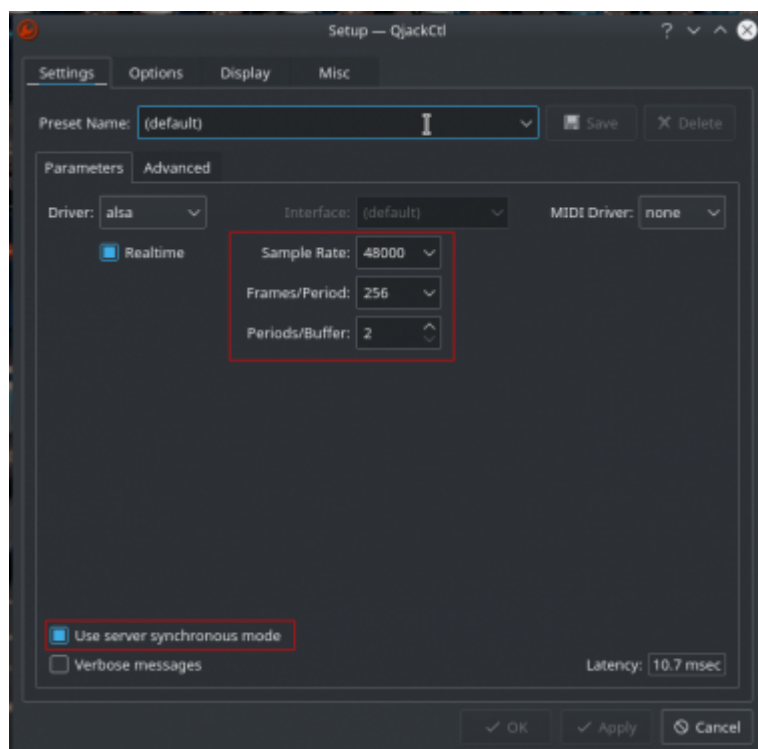 Setup — QjackCtl
Settings Options Display Misc
Preset Name: (default) Save Delete
Parameters Advanced
Driver: alsa Interface: (default) MIDI Driver: none
Realtime Sample Rate: 48000
Frames/Period: 256
Periods/Buffer: 2
Use server synchronous mode
Verbose messages Latency: 10.7 msec
OK Apply Cancel